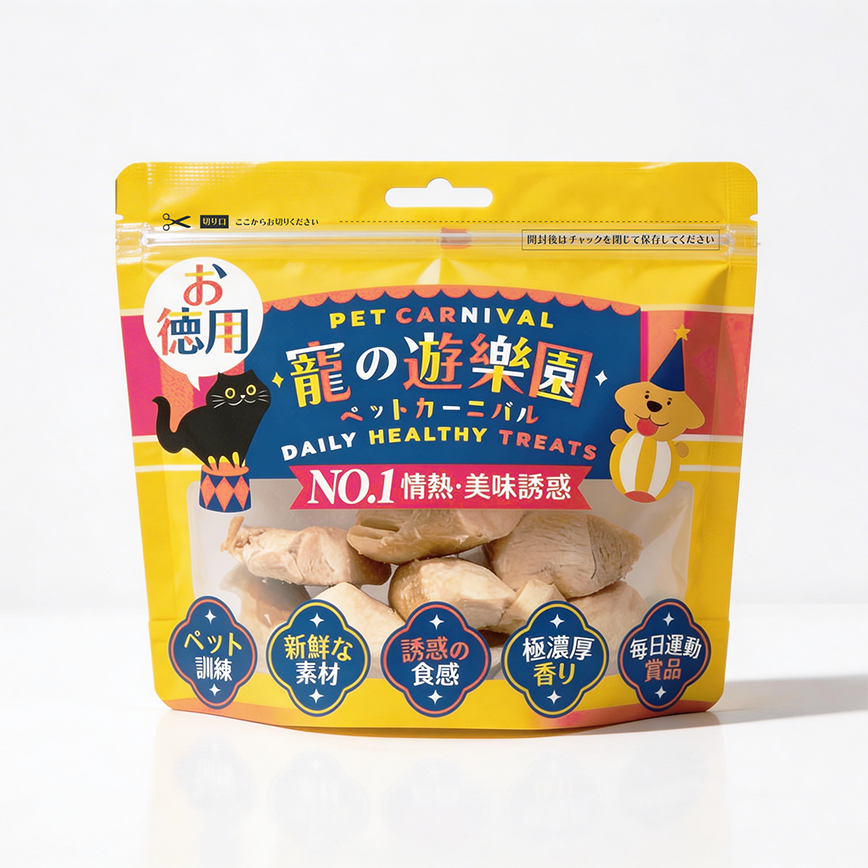 切り口 ここからお切りください
開封後はチャックを閉じて保存してください
お
徳用
PET CARNIVAL
寵の遊樂園
ペットカーニバル
DAILY HEALTHY TREATS
NO.1情熱·美味誘惑
ペット
訓練
新鮮な
素材
誘惑の
食感
極濃厚
香り
毎日運動
賞品